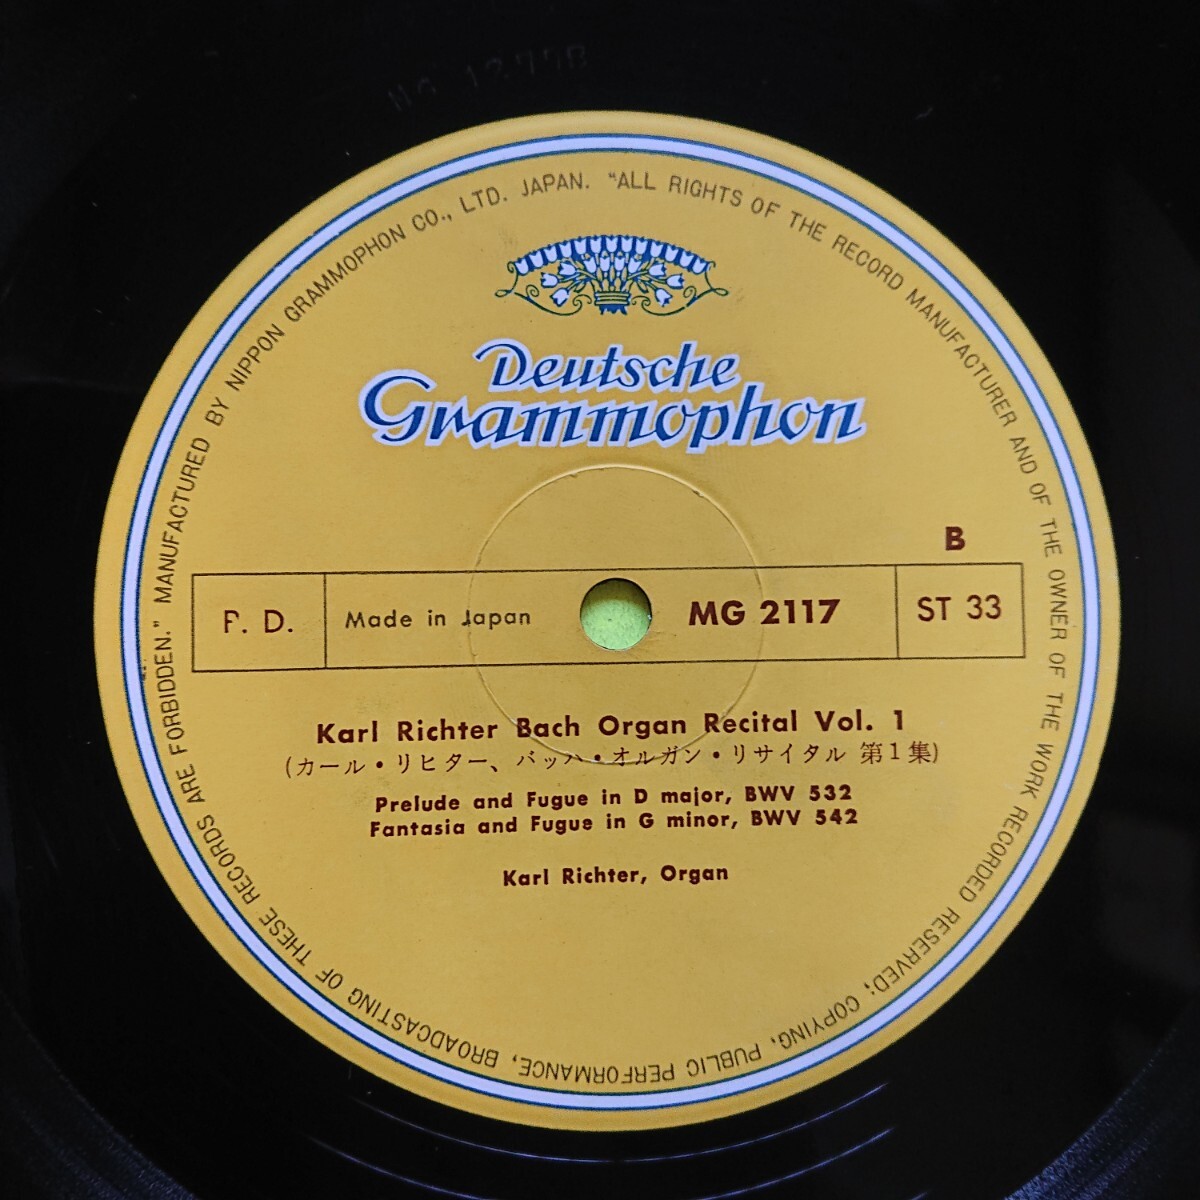 MANUFACTURED BY NIPPON GRAMMOPHON CO., LTD. JAPAN. "ALL RIGHTS OF THE RECORD MANUFACTURER AND OF THE OWNER OF THE WORK RECORDED RESERVED; COPYING, PUBLIC PERFORMANCE, BROADCASTING OF THESE RECORDS ARE FORBIDDEN."
Deutsche
Grammophon
B
F. D. Made in Japan MG 2117 ST 33
Karl Richter Bach Organ Recital Vol. 1
(カール・リヒター、バッハ・オルガン・リサイタル 第1集)
Prelude and Fugue in D major, BWV 532
Fantasia and Fugue in G minor, BWV 542
Karl Richter, Organ